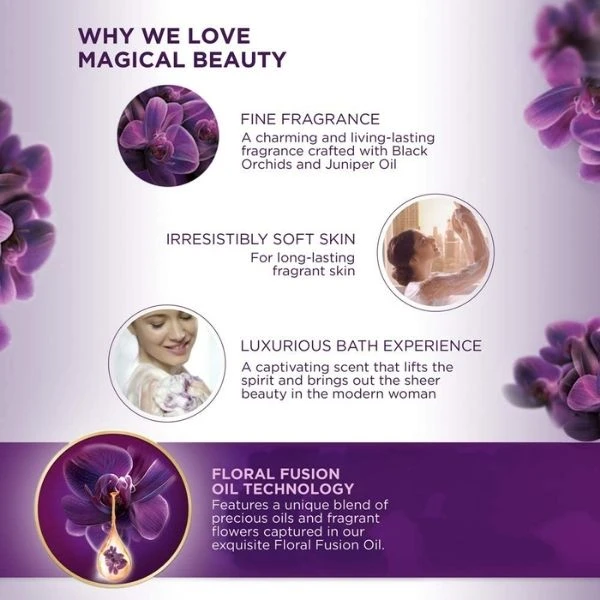 WHY WE LOVE
MAGICAL BEAUTY
FINE FRAGRANCE
A charming and living-lasting
fragrance crafted with Black
Orchids and Juniper Oil
IRRESISTIBLY SOFT SKIN
For long-lasting
fragrant skin
LUXURIOUS BATH EXPERIENCE
A captivating scent that lifts the
spirit and brings out the sheer
beauty in the modern woman
FLORAL FUSION
OIL TECHNOLOGY
Features a unique blend of
precious oils and fragrant
flowers captured in our
exquisite Floral Fusion Oil.